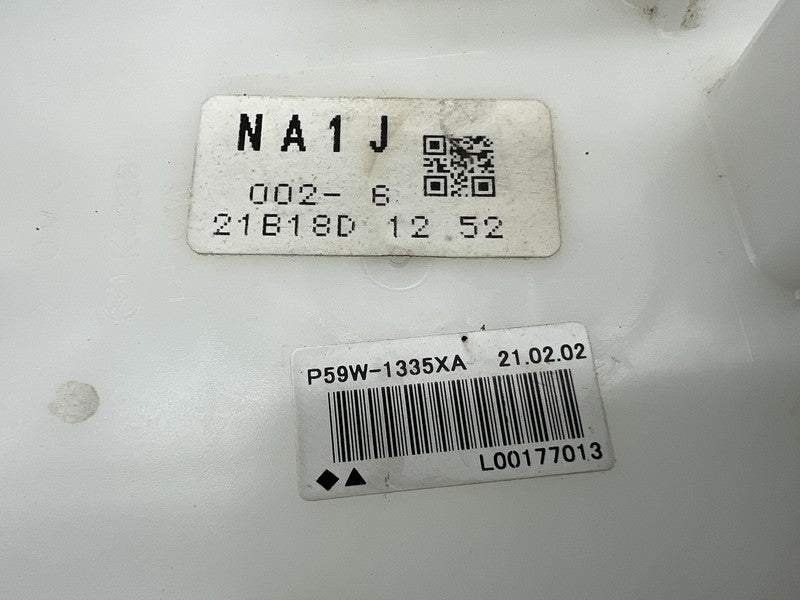 NA1J
002- 6
21B18D 12 52
P59W-1335XA 21.02.02
L00177013